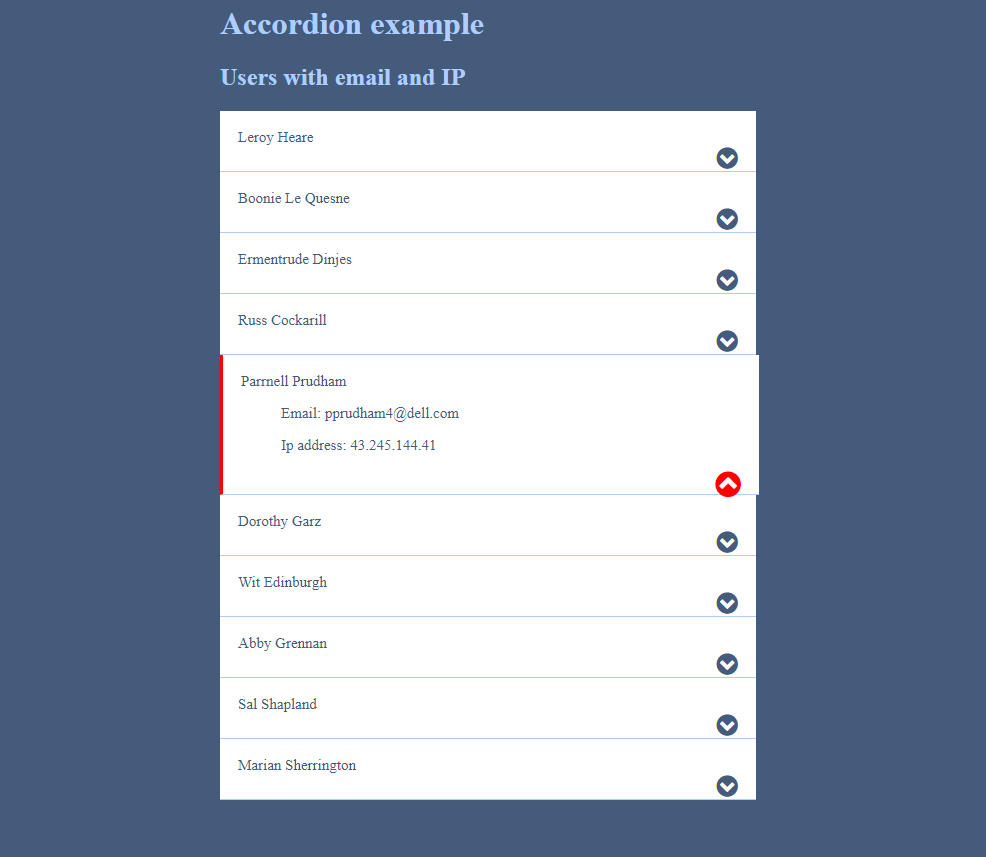 Accordion example
Users with email and IP
Leroy Heare
Boonie Le Quesne
Ermentrude Dinjes
Russ Cockarill
Parrnell Prudham
Email: pprudham4@dell.com
Ip address: 43.245.144.41
Dorothy Garz
Wit Edinburgh
Abby Grennan
Sal Shapland
Marian Sherrington